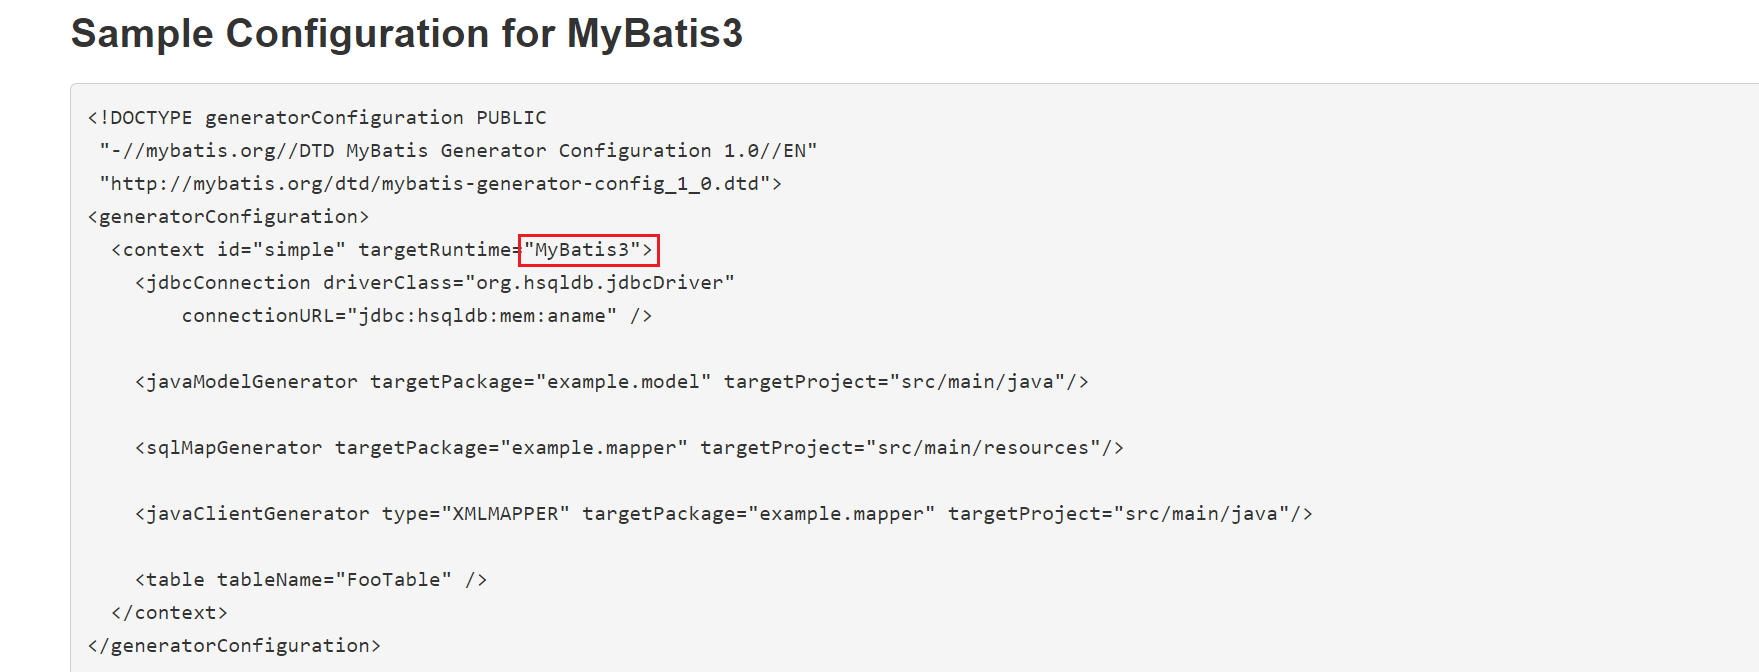 Sample Configuration for MyBatis3
<!DOCTYPE generatorConfiguration PUBLIC
"-//mybatis.org//DTD MyBatis Generator Configuration 1.0//EN"
"http://mybatis.org/dtd/mybatis-generator-config_1_0.dtd">
<generatorConfiguration>
<context id="simple" targetRuntime="MyBatis3">
<jdbcConnection driverClass="org.hsqldb.jdbcDriver"
connectionURL="jdbc:hsqldb:mem:aname" />
<javaModelGenerator targetPackage="example.model" targetProject="src/main/java"/>
<sqlMapGenerator targetPackage="example.mapper" targetProject="src/main/resources"/>
<javaClientGenerator type="XMLMAPPER" targetPackage="example.mapper" targetProject="src/main/java"/>
<table tableName="FooTable" />
</context>
</generatorConfiguration>